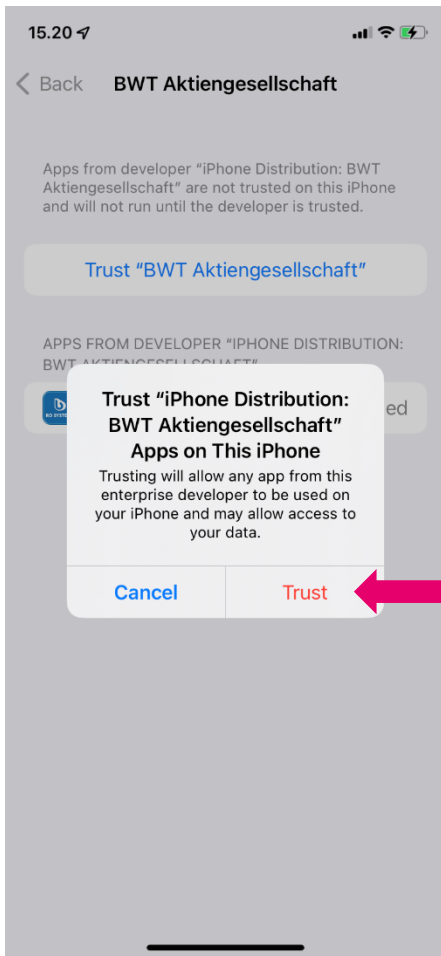 15.20
Back BWT Aktiengesellschaft
Apps from developer “iPhone Distribution: BWT
Aktiengesellschaft” are not trusted on this iPhone
and will not run until the developer is trusted.
Trust “BWT Aktiengesellschaft”
APPS FROM DEVELOPER “IPHONE DISTRIBUTION:
BWT AKTIENGESELLSCHAFT”
ed
Trust “iPhone Distribution:
BWT Aktiengesellschaft”
Apps on This iPhone
Trusting will allow any app from this
enterprise developer to be used on
your iPhone and may allow access to
your data.
Cancel Trust